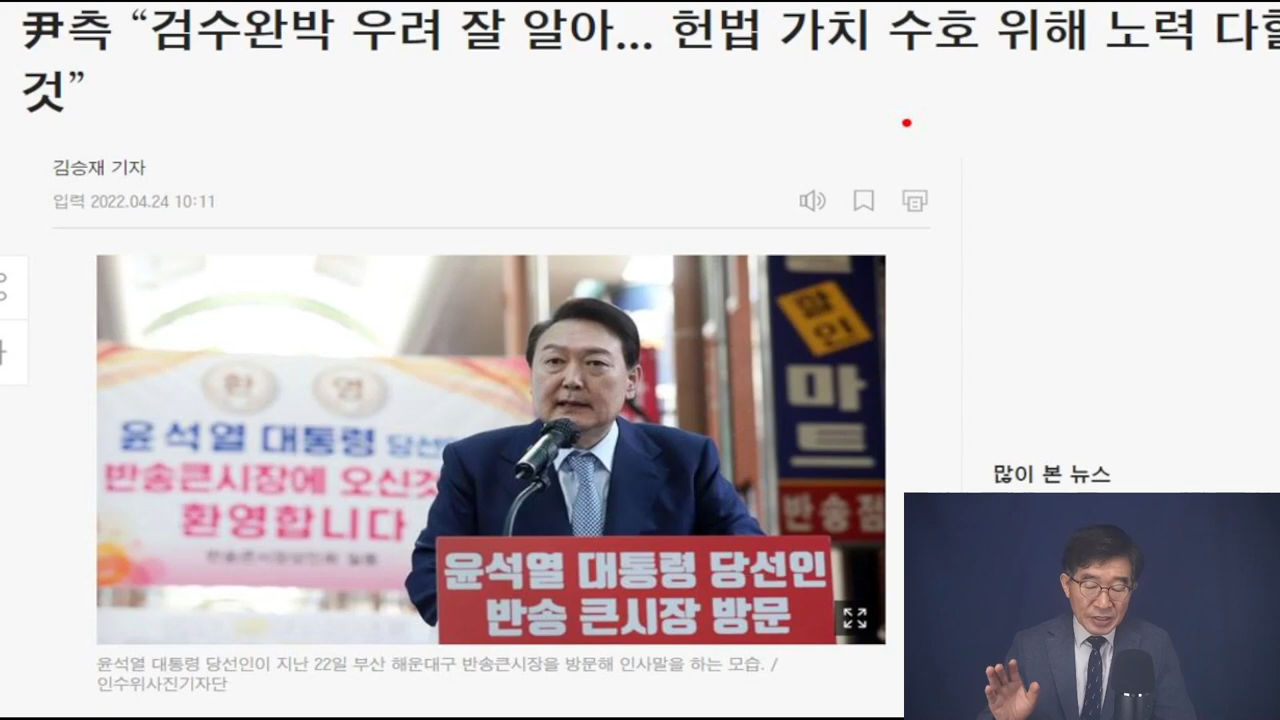 尹측 “검수완박 우려 잘 알아... 헌법 가치 수호 위해 노력 다할
것”
김승재 기자
입력 2022.04.24 10:11
환 영
윤석열 대통령 당선
반송큰시장에 오신것
환영합니다
할인
마트
반송점
윤석열 대통령 당선인
반송 큰시장 방문
많이 본 뉴스
윤석열 대통령 당선인이 지난 22일 부산 해운대구 반송큰시장을 방문해 인사말을 하는 모습. /
인수위사진기자단